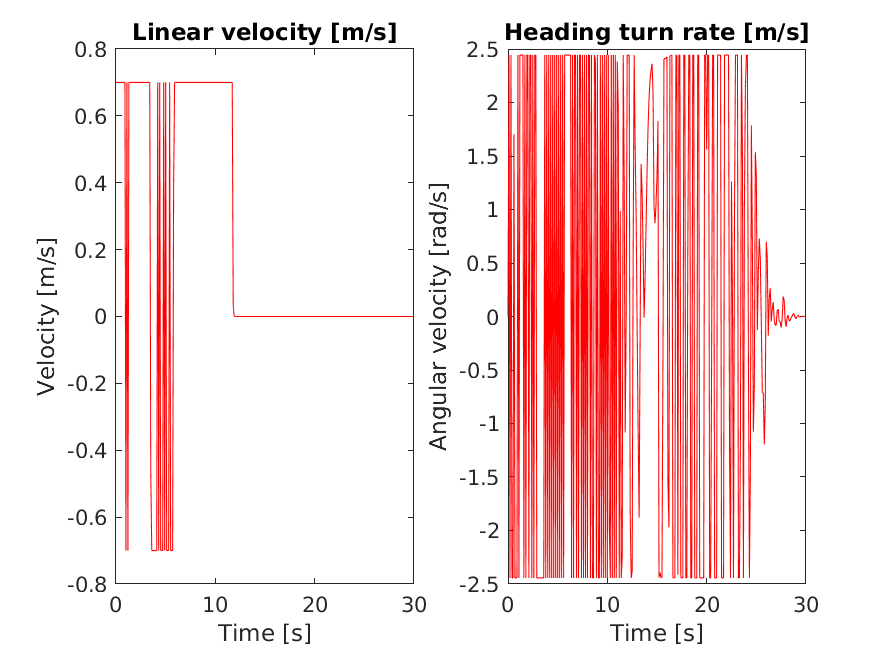 Linear velocity [m/s]
Velocity [m/s]
0.8
0.6
0.4
0.2
0
-0.2
-0.4
-0.6
-0.8
0 10 20 30
Time [s]
Heading turn rate [m/s]
Angular velocity [rad/s]
2.5
2
1.5
1
0.5
0
-0.5
-1
-1.5
-2
-2.5
0 10 20 30
Time [s]